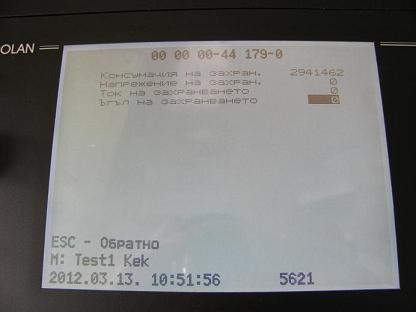 OLAN
00 00 00-44 179-0
Консумация на захран. 2941462
Напрежение на захран. 0
Ток на захранването 0
Ъгъл на захранването 0
ESC - Обратно
М: Test1 Kek
2012.03.13. 10:51:56 5621